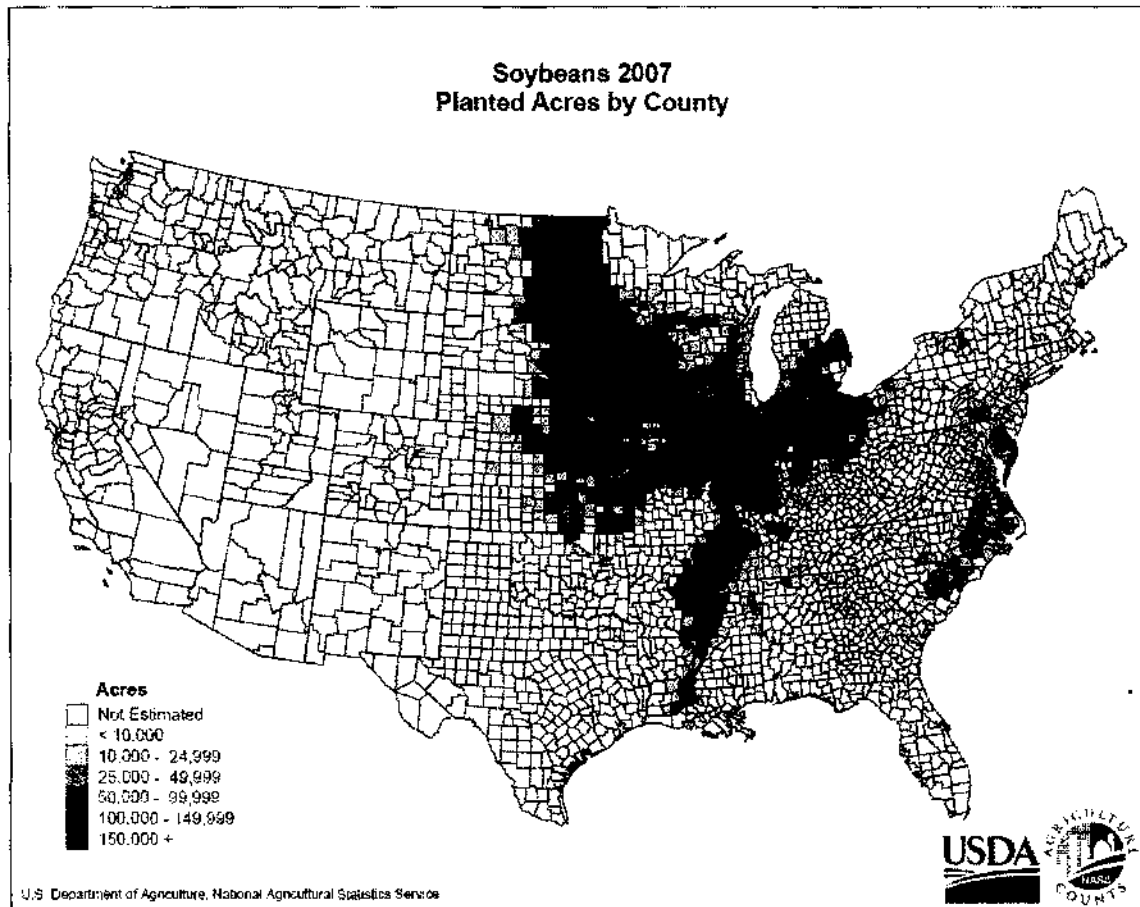 Soybeans 2007
Planted Acres by County
Acres
Not Estimated
< 10.000
10.000 - 24,999
25.000 - 49,999
50,000 - 99,999
100.000 - 149,999
150.000 +
USDA
AGRICULTURE
NASS
COUNTS
U.S. Department of Agriculture, National Agricultural Statistics Service